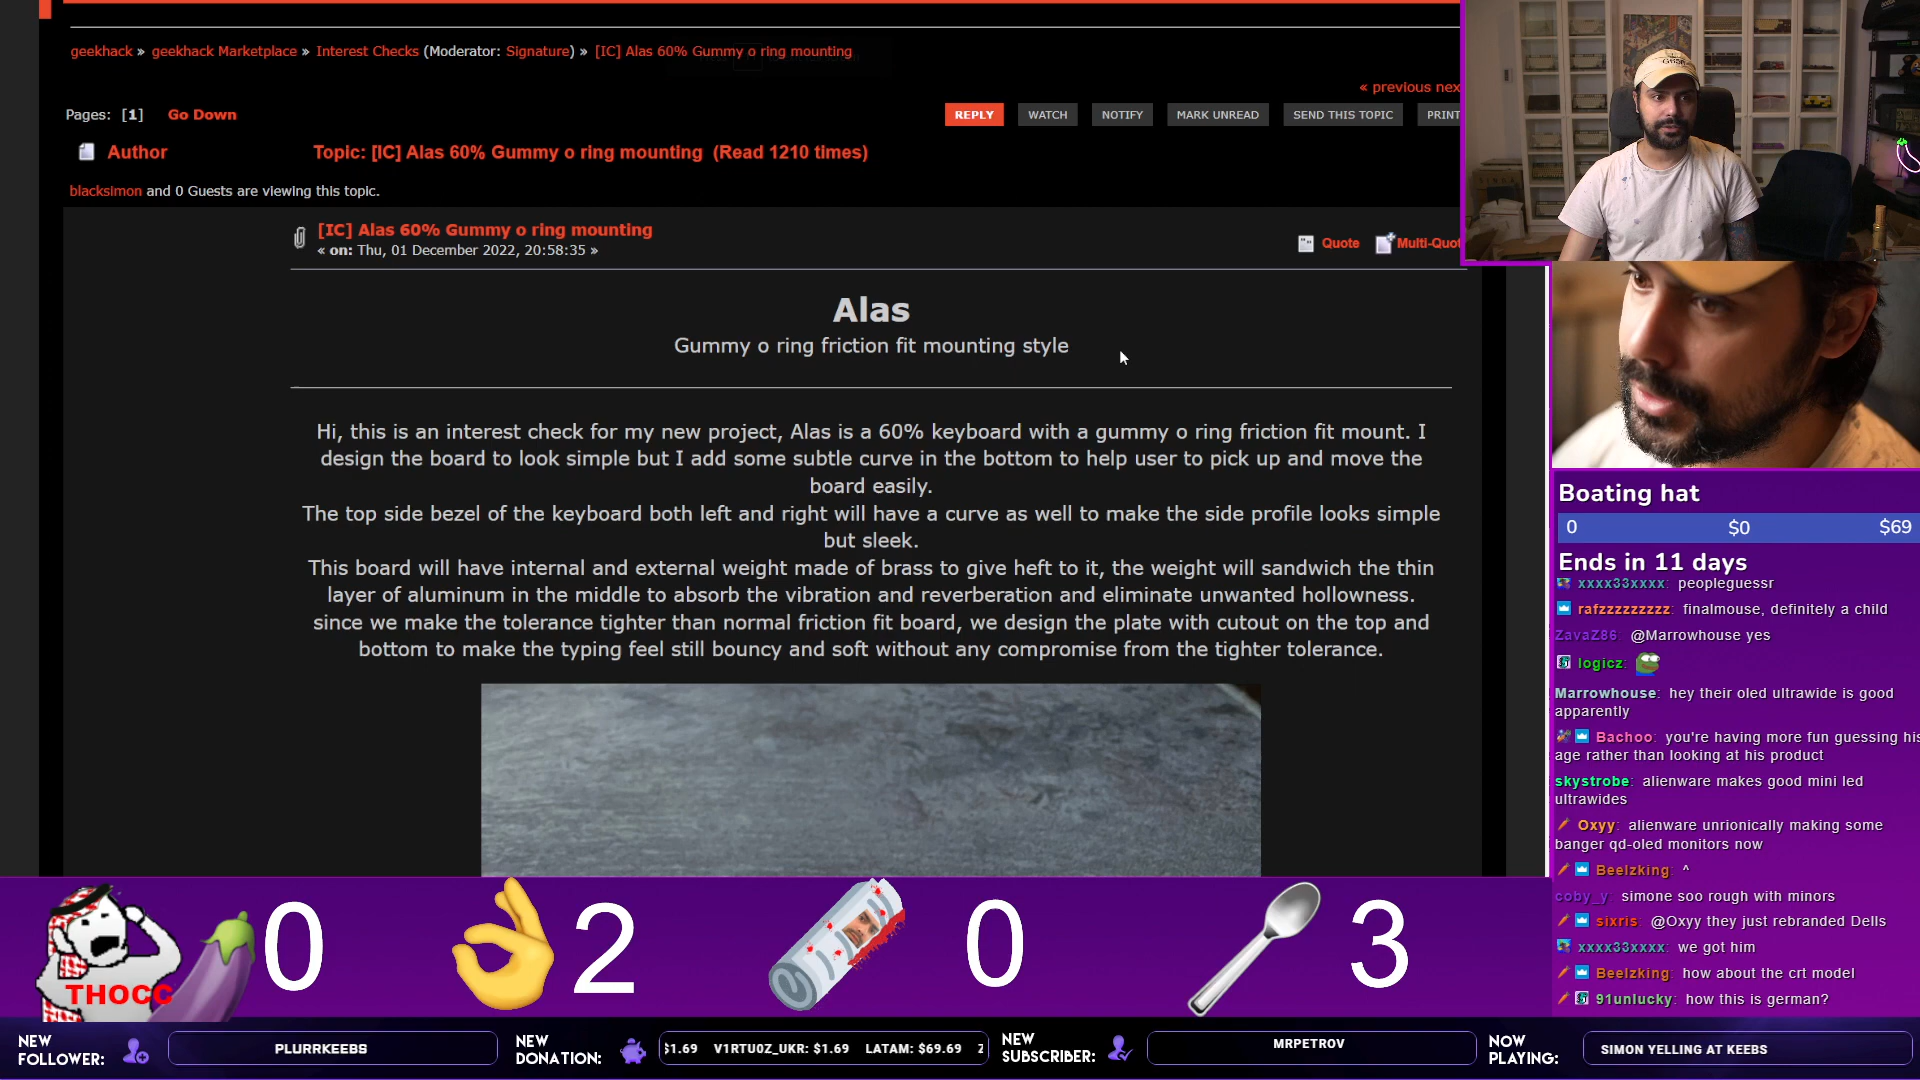 geekhack » geekhack Marketplace » Interest Checks (Moderator: Signature) » [IC] Alas 60% Gummy o ring mounting
« previous nex
Pages: [1] Go Down
REPLY WATCH NOTIFY MARK UNREAD SEND THIS TOPIC PRINT
Author Topic: [IC] Alas 60% Gummy o ring mounting (Read 1210 times)
blacksimon and 0 Guests are viewing this topic.
[IC] Alas 60% Gummy o ring mounting
« on: Thu, 01 December 2022, 20:58:35 »
Quote Multi-Quot
Alas
Gummy o ring friction fit mounting style
Hi, this is an interest check for my new project, Alas is a 60% keyboard with a gummy o ring friction fit mount. I
design the board to look simple but I add some subtle curve in the bottom to help user to pick up and move the
board easily.
The top side bezel of the keyboard both left and right will have a curve as well to make the side profile looks simple
but sleek.
This board will have internal and external weight made of brass to give heft to it, the weight will sandwich the thin
layer of aluminum in the middle to absorb the vibration and reverberation and eliminate unwanted hollowness.
since we make the tolerance tighter than normal friction fit board, we design the plate with cutout on the top and
bottom to make the typing feel still bouncy and soft without any compromise from the tighter tolerance.
Boating hat
0 $0 $69
Ends in 11 days
xxxx33xxxx: peopleguessr
rafzzzzzzzz: finalmouse, definitely a child
ZavaZ86: @Marrowhouse yes
logicz:
Marrowhouse: hey their oled ultrawide is good
apparently
Bachoo: you're having more fun guessing his
age rather than looking at his product
skystrobe: alienware makes good mini led
ultrawides
Oxyy: alienware unrionically making some
banger qd-oled monitors now
Beelzking: ^
coby_y: simone soo rough with minors
sixris: @Oxyy they just rebranded Dells
xxxx33xxxx: we got him
Beelzking: how about the crt model
91unlucky: how this is german?
THOCC 0 2 0 3
NEW
FOLLOWER: PLURRKEEBS
NEW
DONATION: $1.69 V1RTU0Z_UKR: $1.69 LATAM: $69.69
NEW
SUBSCRIBER: MRPETROV
NOW
PLAYING: SIMON YELLING AT KEEBS